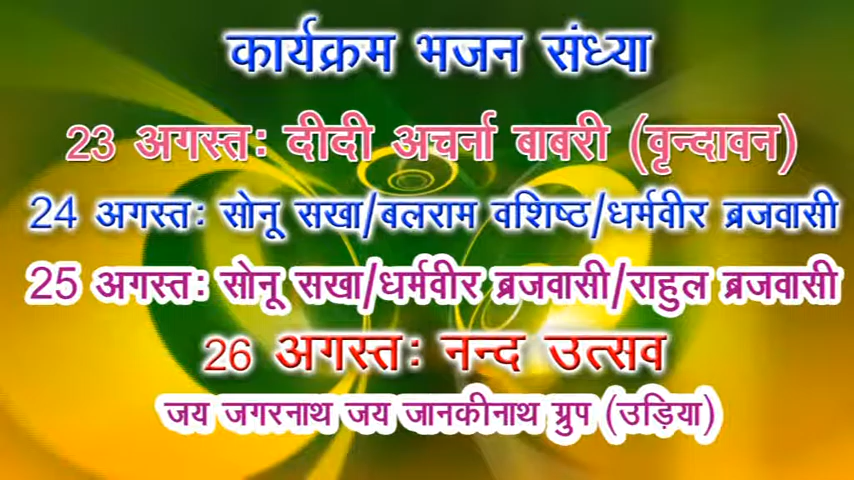 कार्यक्रम भजन संध्या
23 अगस्तः दीदी अचर्ना बाबरी (वृन्दावन)
24 अगस्तः सोनू सखा/बलराम वशिष्ठ/धर्मवीर ब्रजवासी
25 अगस्तः सोनू सखा/धर्मवीर ब्रजवासी/राहुल ब्रजवासी
26 अगस्तः नन्द उत्सव
जय जगरनाथ जय जानकीनाथ ग्रुप (उड़िया)